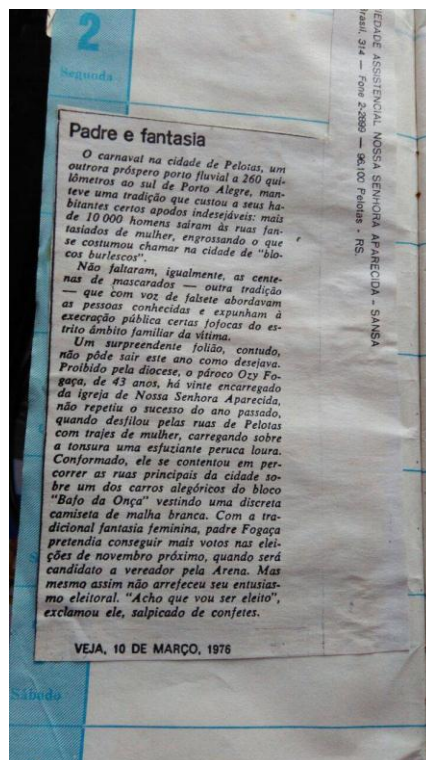 2
Segunda
IEDADE ASSISTENCIAL NOSSA SENHORA APARECIDA - SANSA
Brasil, 314 — Fone 2-2899 — 96.100 Pelotas - RS
Padre e fantasia
O carnaval na cidade de Pelotas, um
outrora próspero porto fluvial a 260 qui-
lômetros ao sul de Porto Alegre, man-
teve uma tradição que custou a seus ha-
bitantes certos apodos indesejáveis: mais
de 10 000 homens saíram às ruas fan-
tasiados de mulher, engrossando o que
se costumou chamar na cidade de "blo-
cos burlescos".
Não faltaram, igualmente, as cente-
nas de mascarados — outra tradição
— que com voz de falsete abordavam
as pessoas conhecidas e expunham à
execração pública certas fofocas do es-
trito âmbito familiar da vítima.
Um surpreendente folião, contudo,
não pôde sair este ano como desejava.
Proibido pela diocese, o pároco Ozy Fo-
gaça, de 43 anos, há vinte encarregado
da igreja de Nossa Senhora Aparecida,
não repetiu o sucesso do ano passado,
quando desfilou pelas ruas de Pelotas
com trajes de mulher, carregando sobre
a tonsura uma esfuziante peruca loura.
Conformado, ele se contentou em per-
correr as ruas principais da cidade so-
bre um dos carros alegóricos do bloco
"Bafo da Onça" vestindo uma discreta
camiseta de malha branca. Com a tra-
dicional fantasia feminina, padre Fogaça
pretendia conseguir mais votos nas elei-
ções de novembro próximo, quando será
candidato a vereador pela Arena. Mas
mesmo assim não arrefeceu seu entusias-
mo eleitoral. "Acho que vou ser eleito",
exclamou ele, salpicado de confetes.
VEJA, 10 DE MARÇO, 1976
Sábado